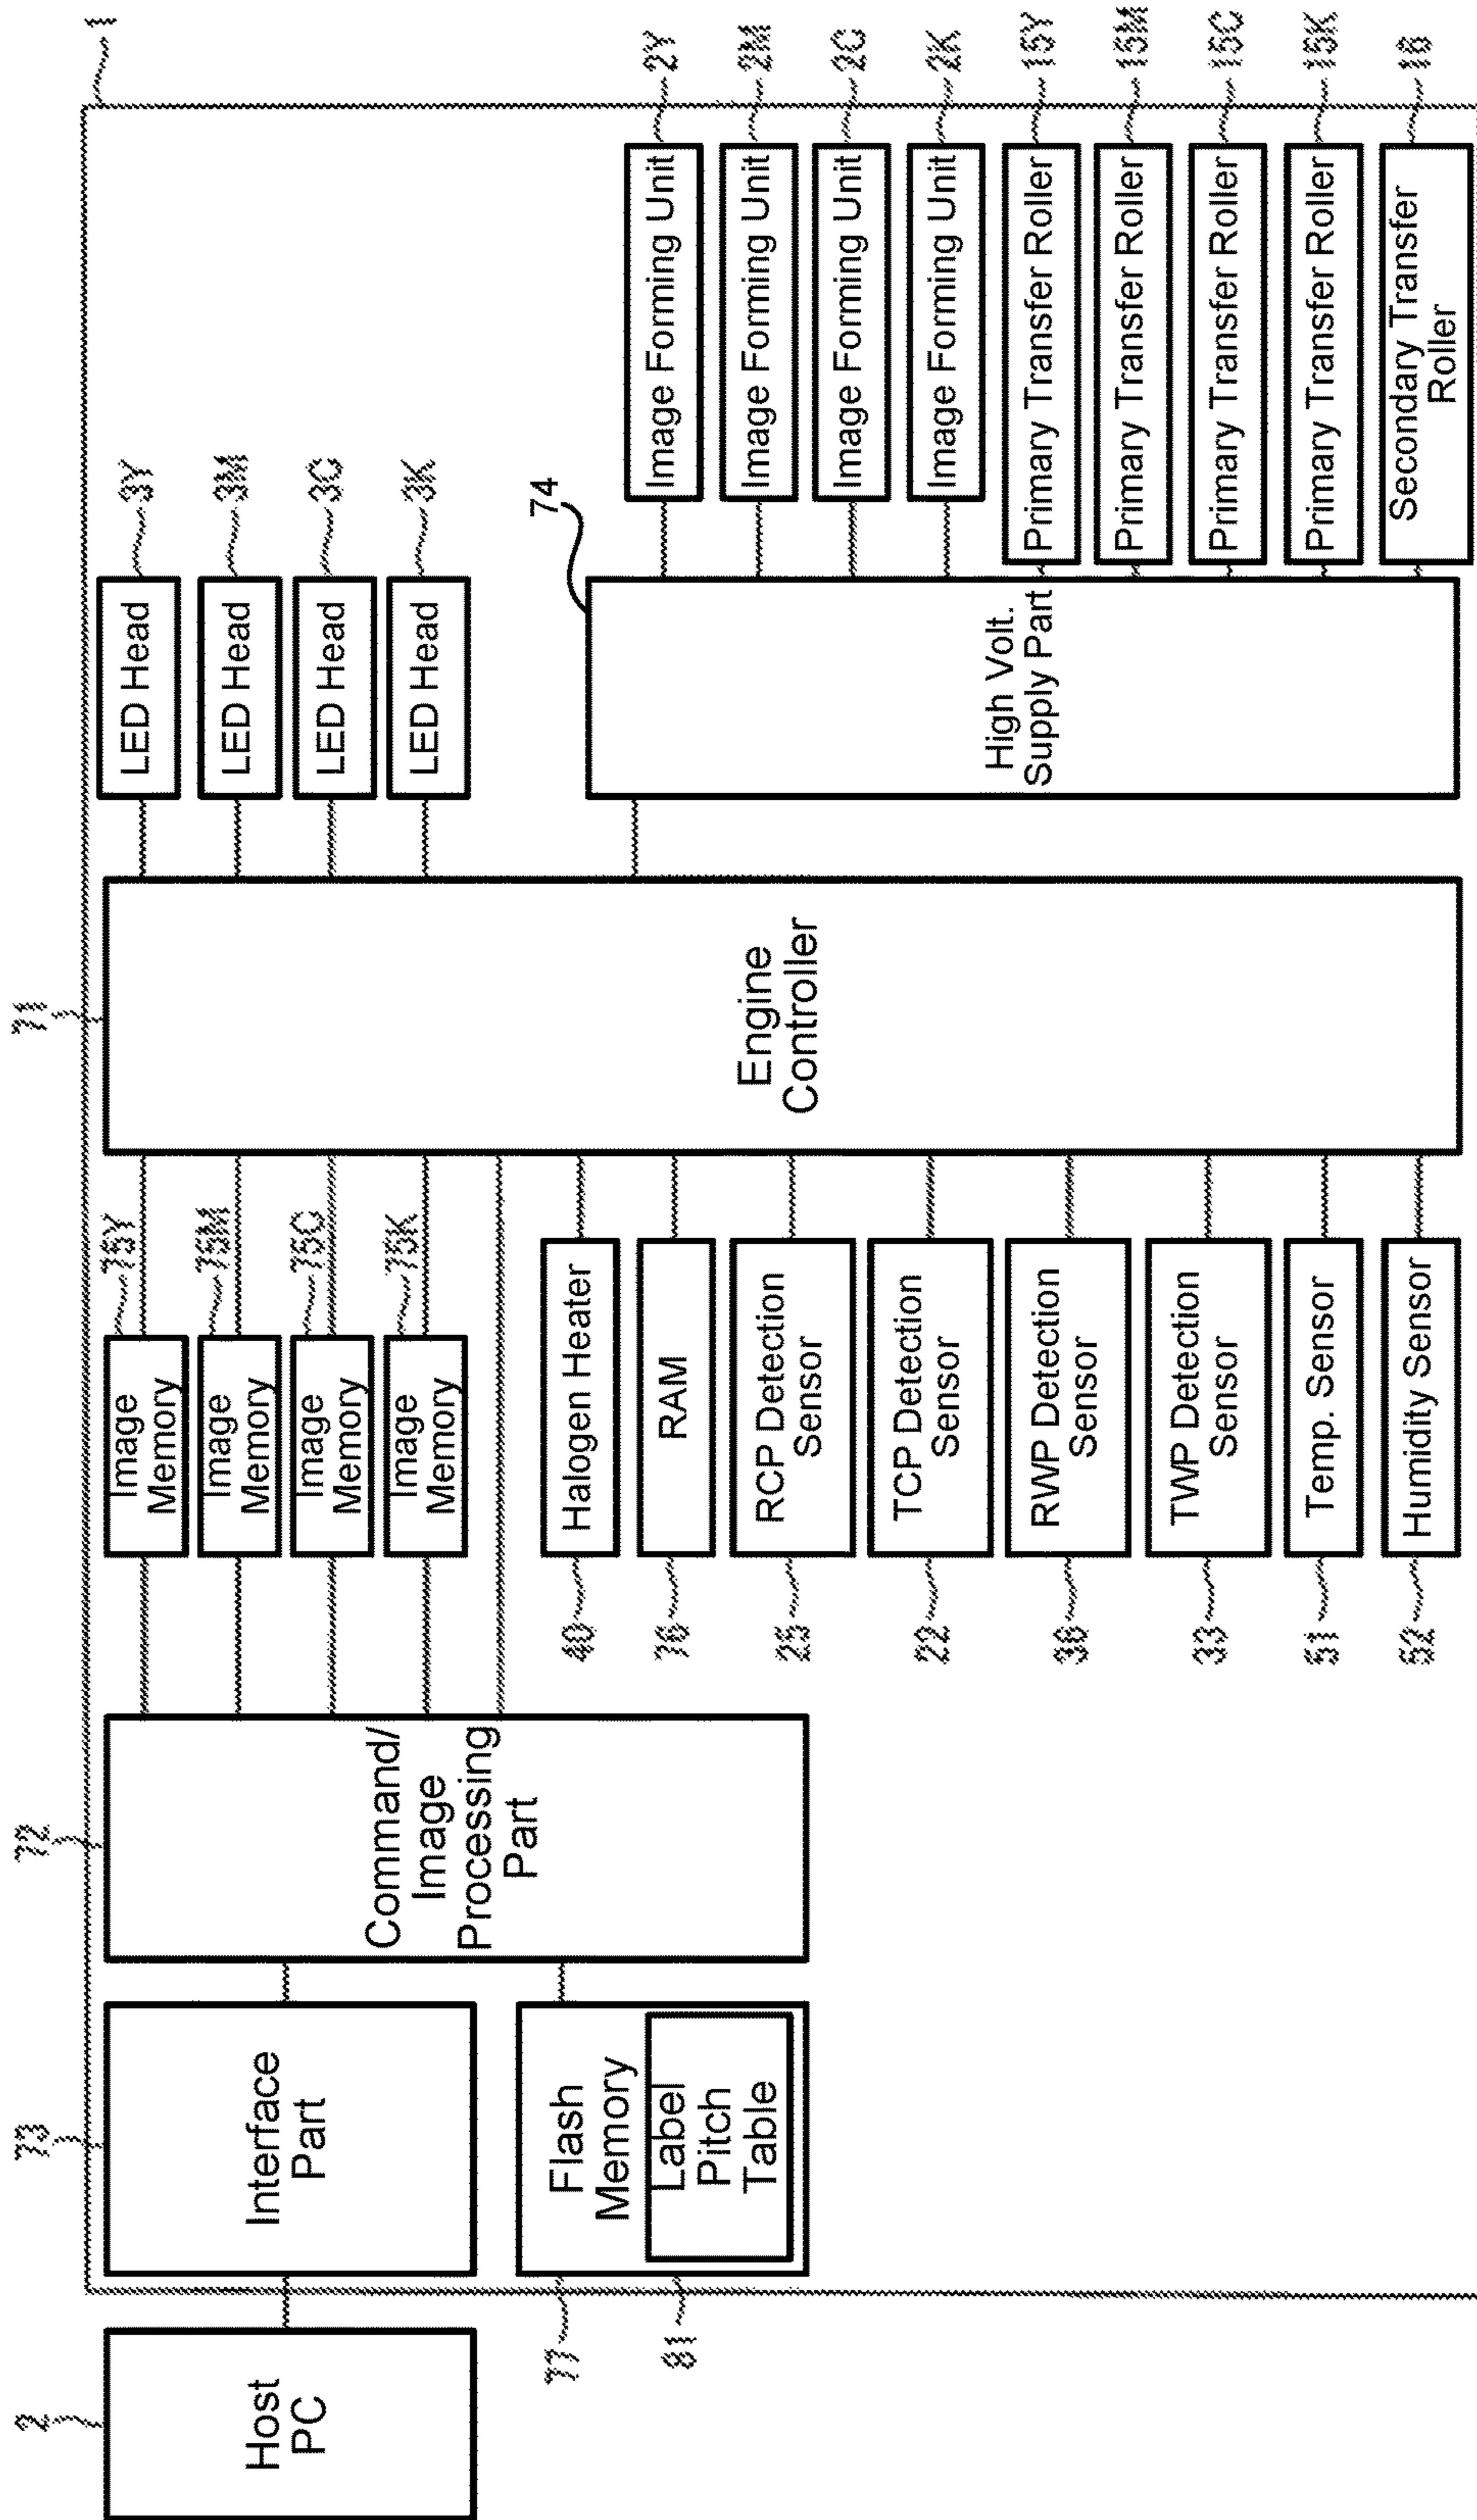 1
2
Host
PC
73
Interface
Part
77
Flash
Memory
81
Label
Pitch
Table
72
Command/
Image
Processing
Part
75Y
Image
Memory
75M
Image
Memory
75C
Image
Memory
75K
Image
Memory
40
Halogen Heater
76
RAM
25
RCP Detection
Sensor
22
TCP Detection
Sensor
RWP Detection
Sensor
33
TWP Detection
Sensor
51
Temp. Sensor
52
Humidity Sensor
71
Engine
Controller
LED Head
3Y
LED Head
3M
LED Head
3C
LED Head
3K
74
High Volt.
Supply Part
Image Forming Unit
2Y
Image Forming Unit
2M
Image Forming Unit
2C
Image Forming Unit
2K
Primary Transfer Roller
15Y
Primary Transfer Roller
15M
Primary Transfer Roller
15C
Primary Transfer Roller
15K
Secondary Transfer
Roller